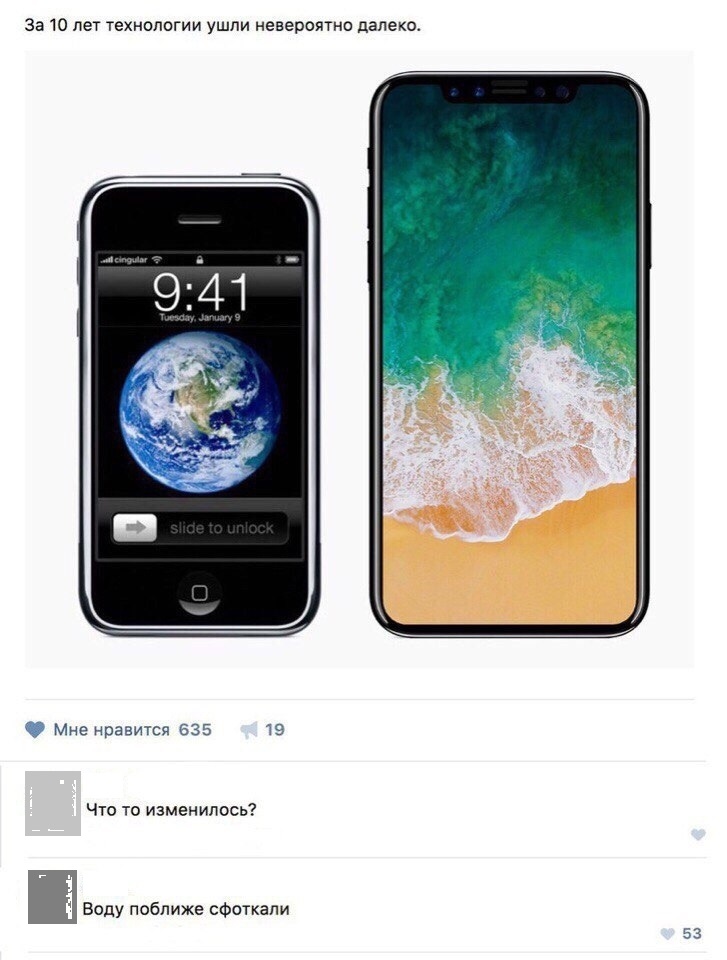 За 10 лет технологии ушли невероятно далеко.
cingular
9:41
Tuesday, January 9
slide to unlock
Мне нравится 635 19
Что то изменилось?
Воду поближе сфоткали
53